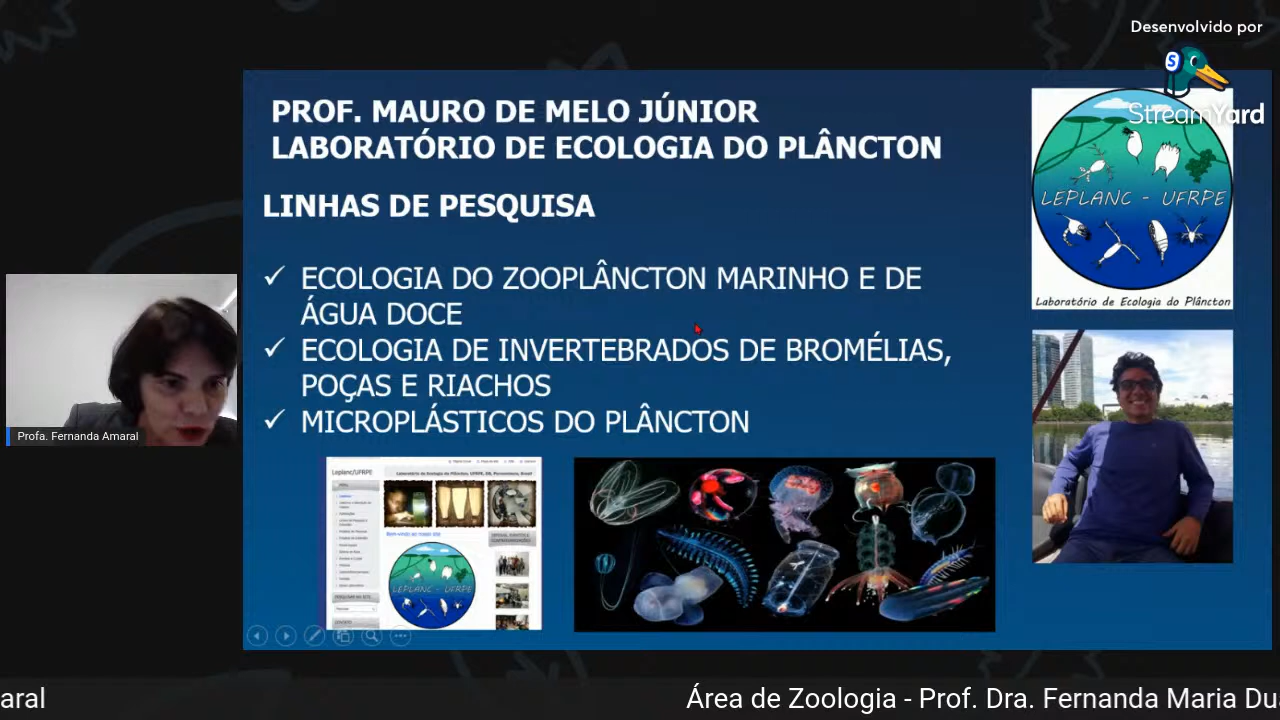 Desenvolvido por
StreamYard
PROF. MAURO DE MELO JÚNIOR
LABORATÓRIO DE ECOLOGIA DO PLÂNCTON
LINHAS DE PESQUISA
✓ ECOLOGIA DO ZOOPLÂNCTON MARINHO E DE
ÁGUA DOCE
✓ ECOLOGIA DE INVERTEBRADOS DE BROMÉLIAS,
POÇAS E RIACHOS
✓ MICROPLÁSTICOS DO PLÂNCTON
LEPLANC - UFRPE
Laboratório de Ecologia do Plâncton
Profa. Fernanda Amaral
Leplanc/UFRPE
LEPLANC - UFRPE
aral
Área de Zoologia - Prof. Dra. Fernanda Maria Du